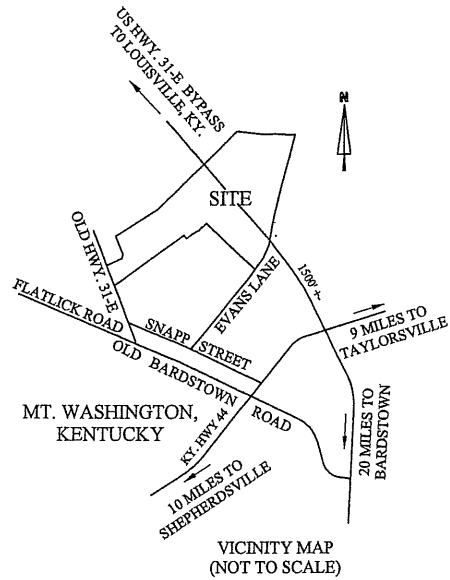 US HWY. 31-E BYPASS
TO LOUISVILLE, KY.
N
SITE
OLD HWY. 31-E
EVANS LANE
1500'±
FLATLICK ROAD
SNAPP STREET
9 MILES TO
TAYLORSVILLE
OLD BARDSTOWN ROAD
MT. WASHINGTON,
KENTUCKY
KY. HWY 44
20 MILES TO
BARDSTOWN
10 MILES TO
SHEPHERDSVILLE
VICINITY MAP
(NOT TO SCALE)